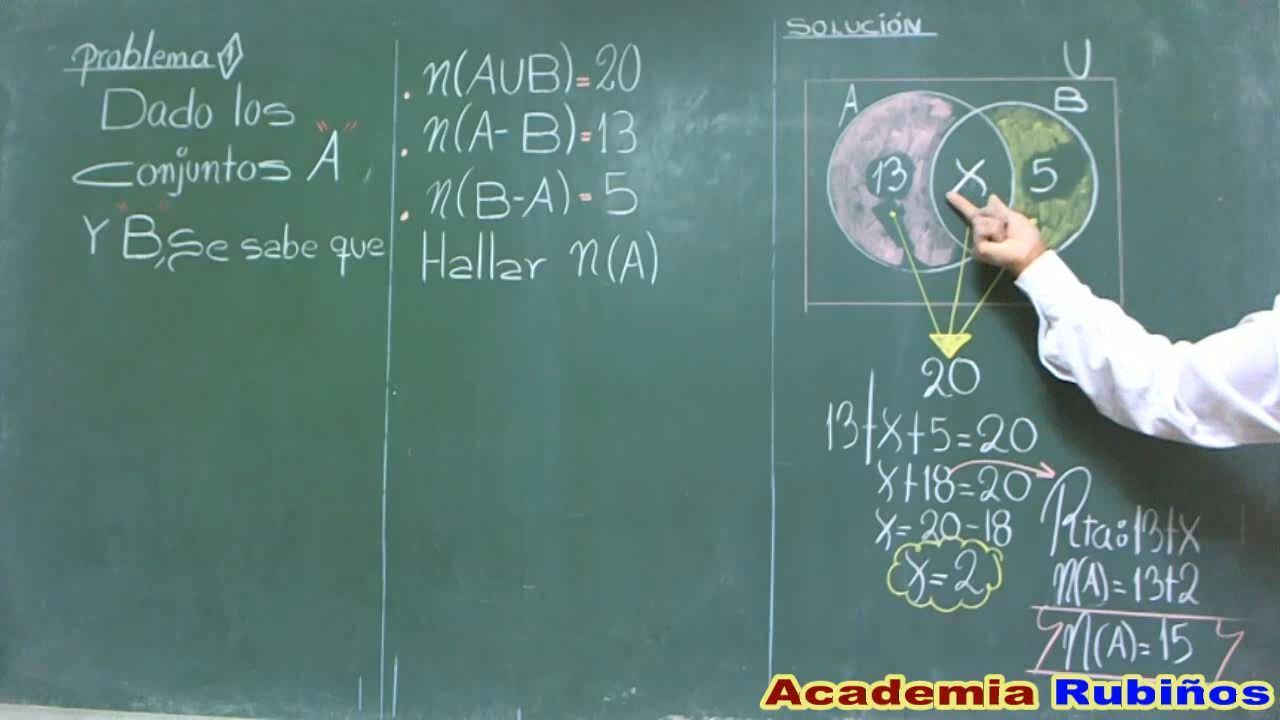 Problema 1
Dado los
Conjuntos "A",
Y "B", Se sabe que
. n(A∪B)=20
. n(A-B)=13
. n(B-A)=5
Hallar n(A)
SOLUCIÓN
U
A
B
13
X
5
20
13+x+5=20
x+18=20
x=20-18
x=2
Rta: 13+x
n(A)=13+2
n(A)=15
Academia Rubiños